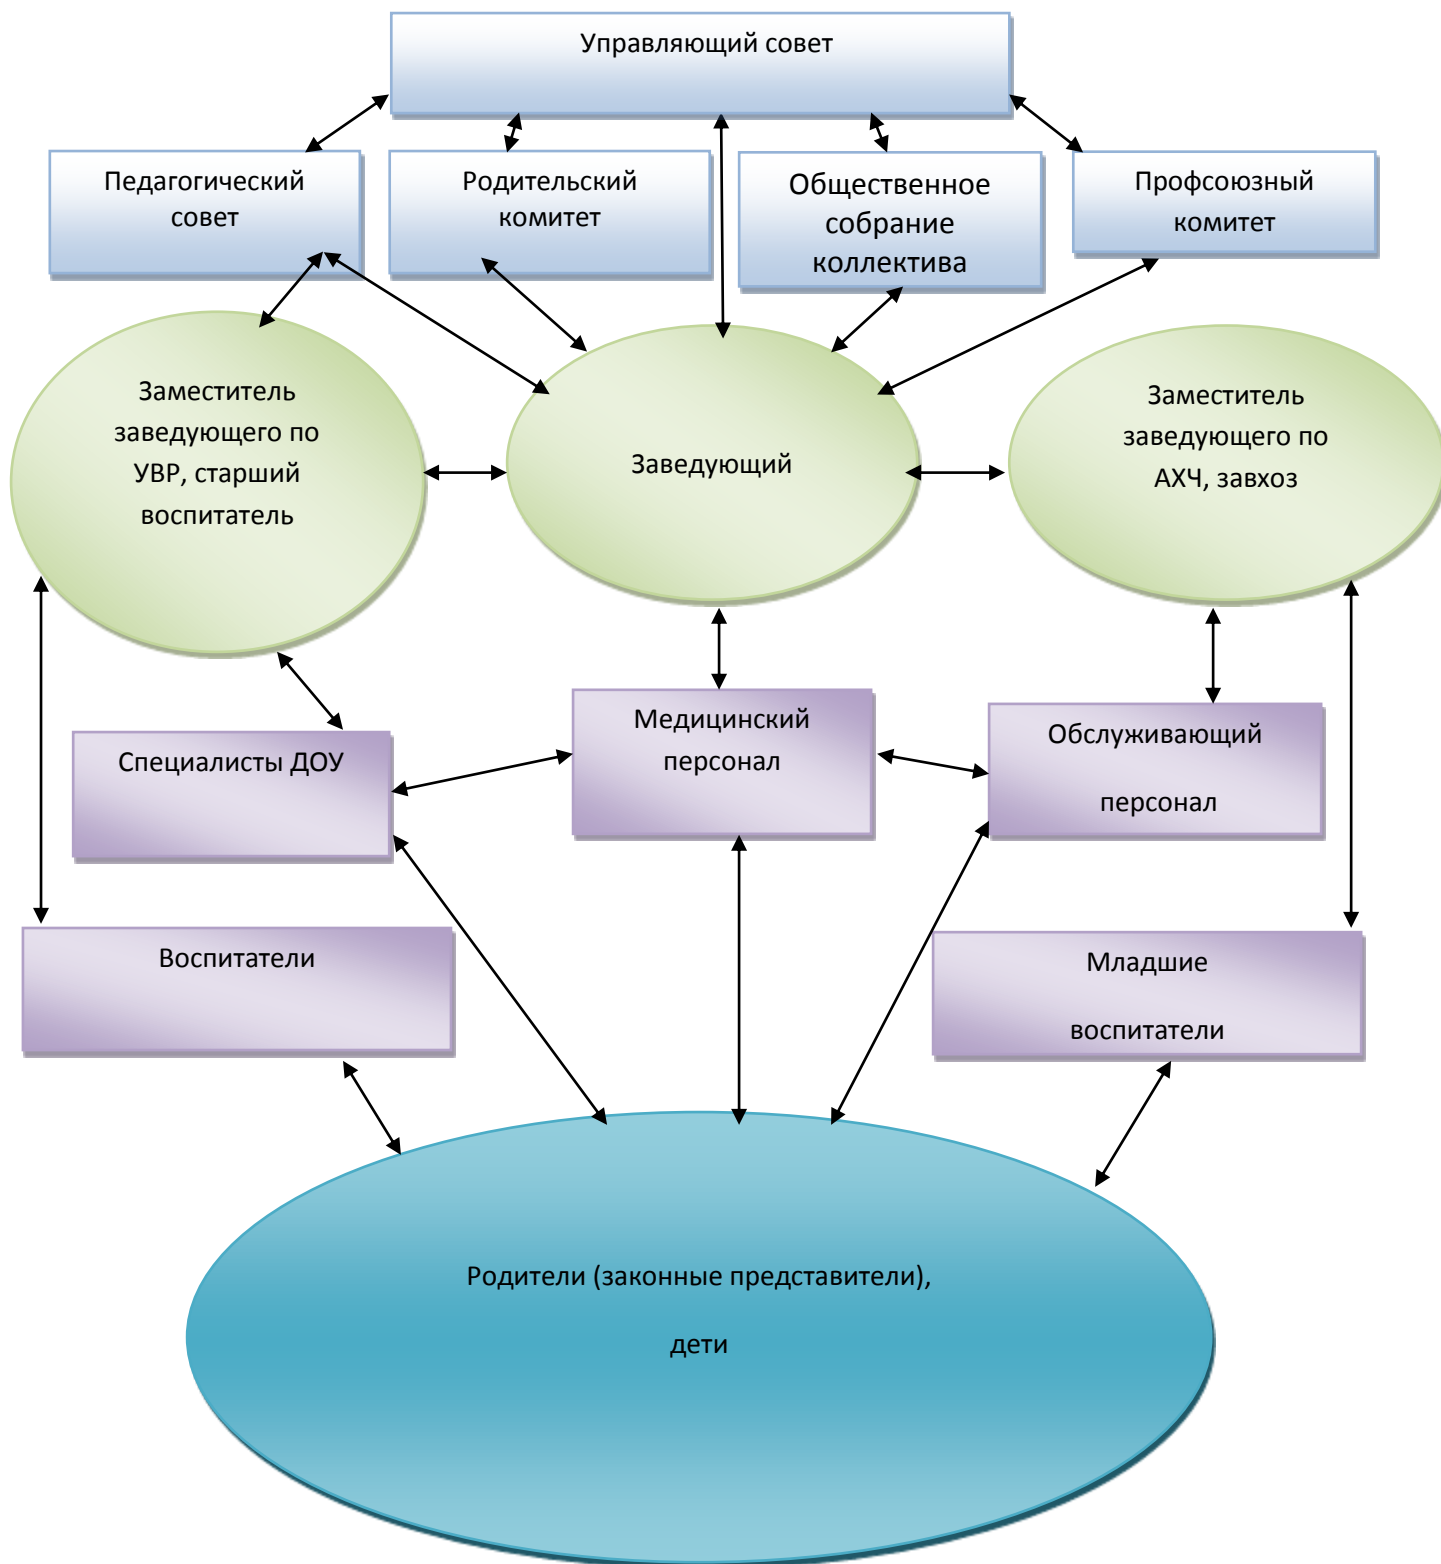 Управляющий совет
Педагогический
совет
Родительский
комитет
Общественное
собрание
коллектива
Профсоюзный
комитет
Заместитель
заведующего по
УВР, старший
воспитатель
Заведующий
Заместитель
заведующего по
АХЧ, завхоз
Специалисты ДОУ
Медицинский
персонал
Обслуживающий
персонал
Воспитатели
Младшие
воспитатели
Родители (законные представители),
дети